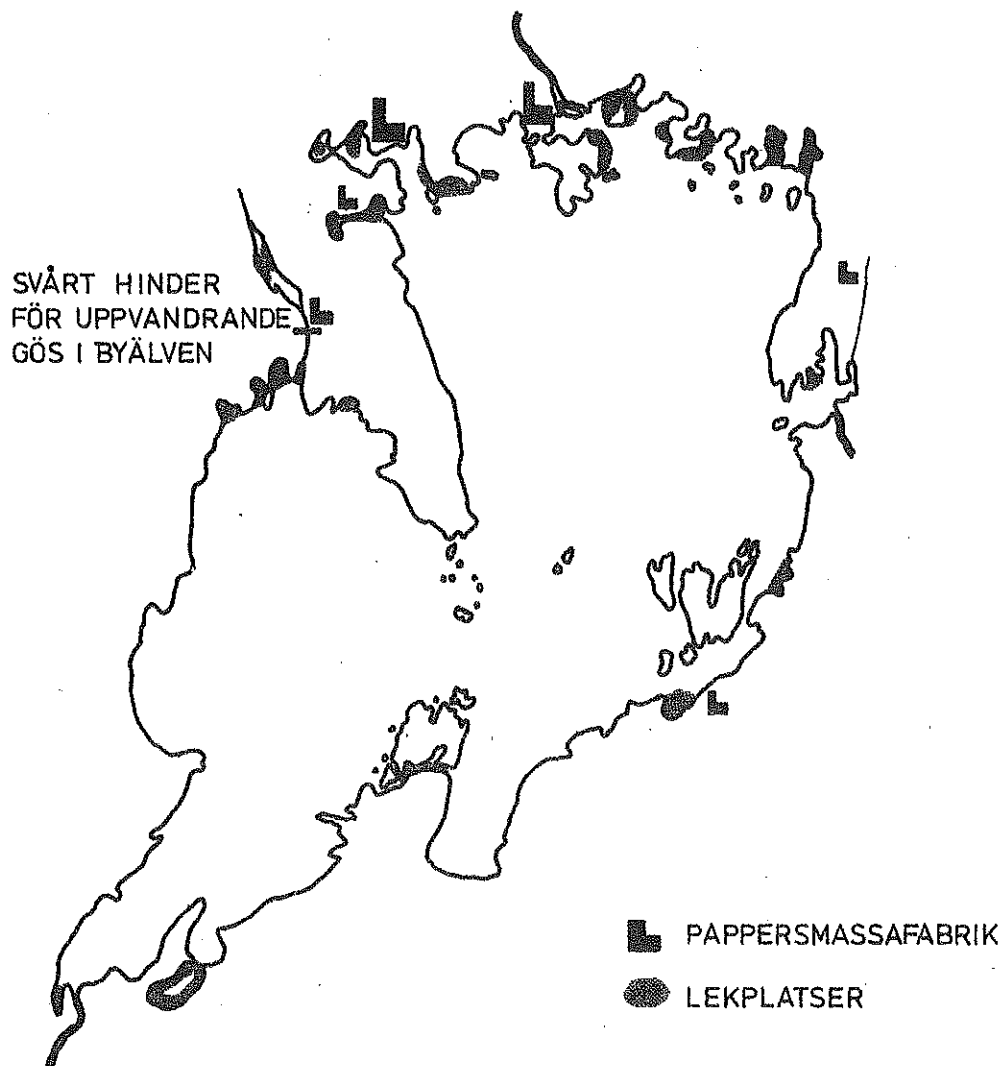 SVÅRT HINDER
FÖR UPPVANDRANDE
GÖS I BYÄLVEN
PAPPERSMASSAFABRIK
LEKPLATSER